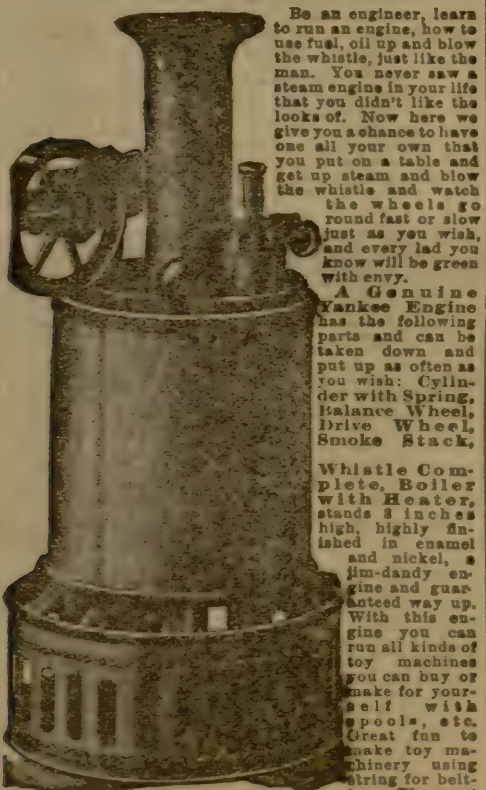 Be an engineer, learn
to run an engine, how to
use fuel, oil up and blow
the whistle, just like the
man. You never saw a
steam engine in your life
that you didn't like the
looks of. Now here we
give you a chance to have
one all your own that
you put on a table and
get up steam and blow
the whistle and watch
the wheels go
round fast or slow
just as you wish,
and every lad you
know will be green
with envy.
A Genuine
Yankee Engine
has the following
parts and can be
taken down and
put up as often as
you wish: Cylin-
der with Spring,
Balance Wheel,
Drive Wheel,
Smoke Stack,
Whistle Com-
plete, Boiler
with Heater,
stands 8 inches
high, highly fin-
ished in enamel
and nickel, a
jim-dandy en-
gine and guar-
anteed way up.
With this en-
gine you can
run all kinds of
toy machines
you can buy or
make for your-
self with
spools, etc.
Great fun to
make toy ma-
chinery using
string for belt-